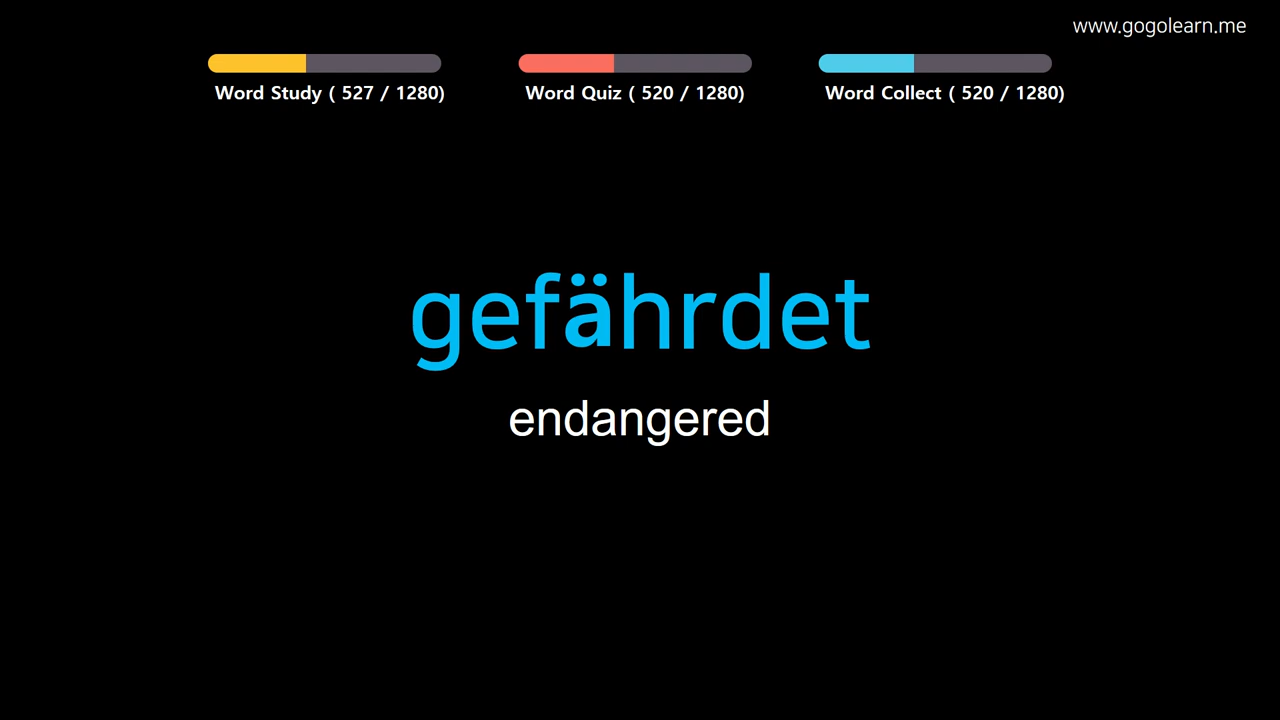 www.gogolearn.me
Word Study ( 527 / 1280)
Word Quiz ( 520 / 1280)
Word Collect ( 520 / 1280)
gefährdet
endangered